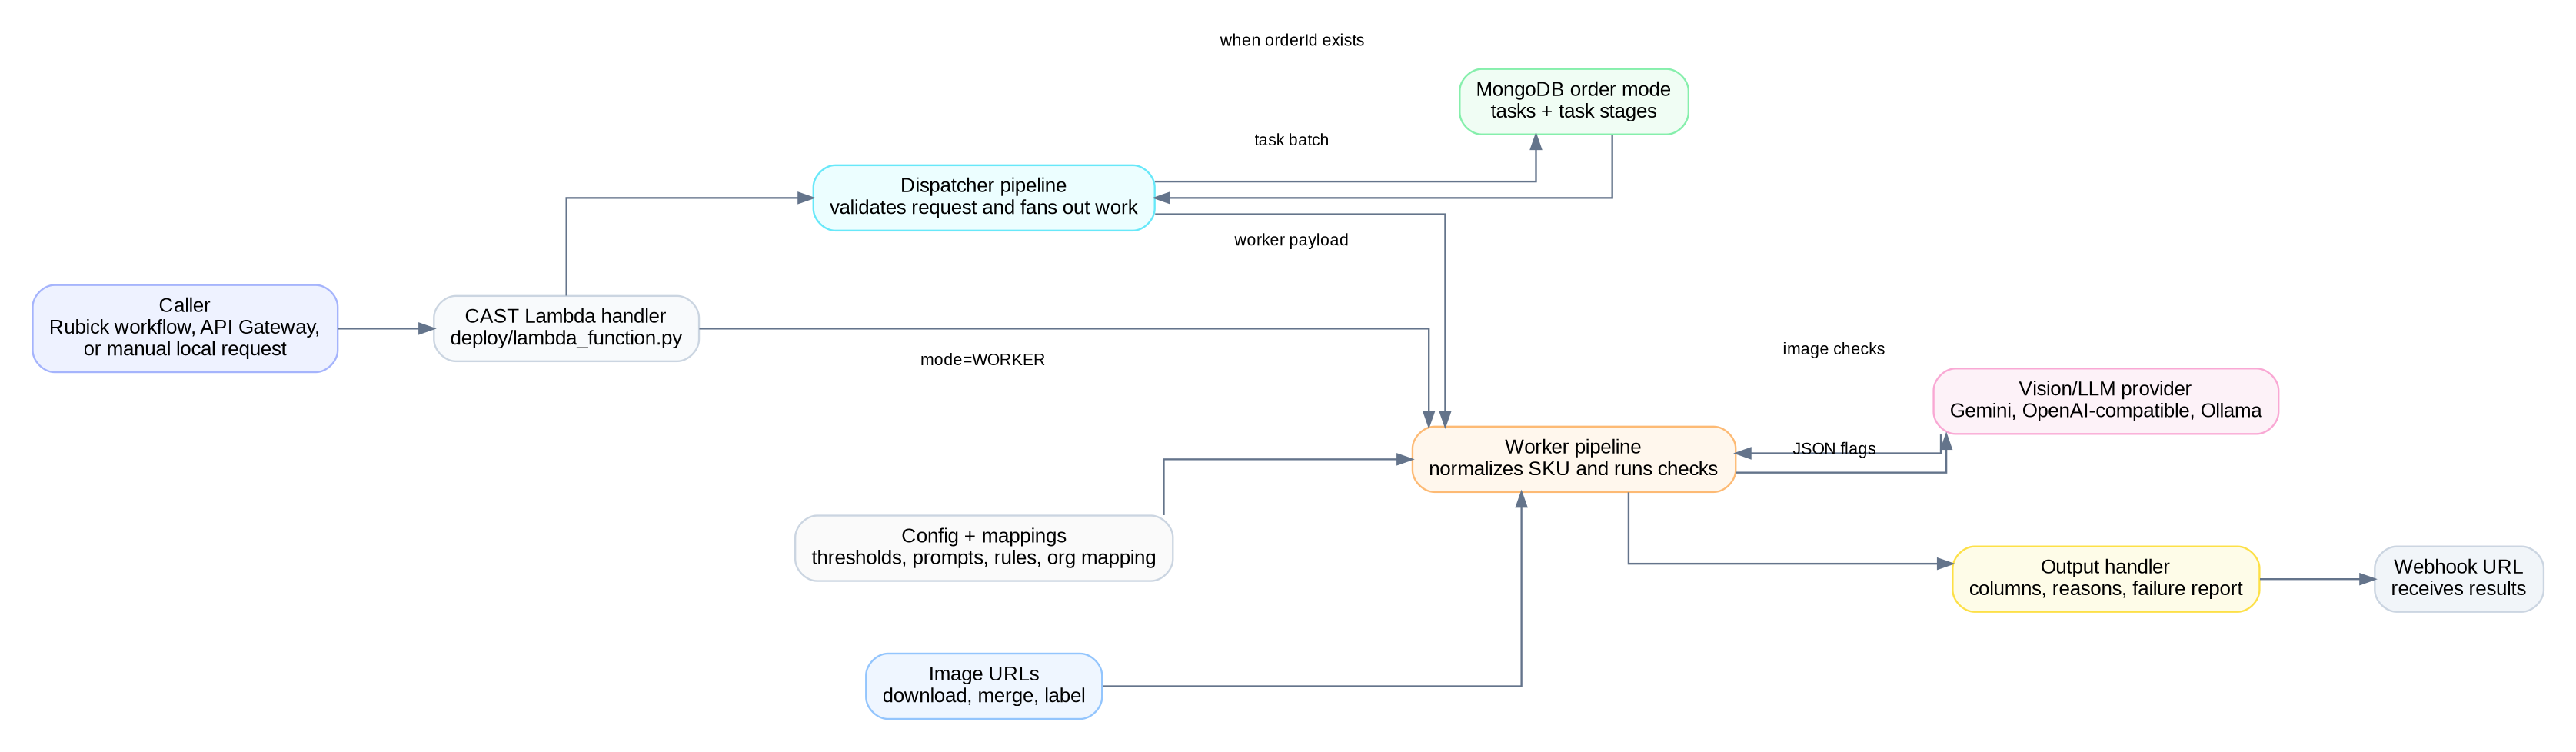 when orderId exists
MongoDB order mode
tasks + task stages
task batch
Dispatcher pipeline
validates request and fans out work
worker payload
Caller
Rubick workflow, API Gateway,
or manual local request
CAST Lambda handler
deploy/lambda_function.py
mode=WORKER
image checks
Vision/LLM provider
Gemini, OpenAI-compatible, Ollama
JSON flags
Worker pipeline
normalizes SKU and runs checks
Config + mappings
thresholds, prompts, rules, org mapping
Output handler
columns, reasons, failure report
Webhook URL
receives results
Image URLs
download, merge, label